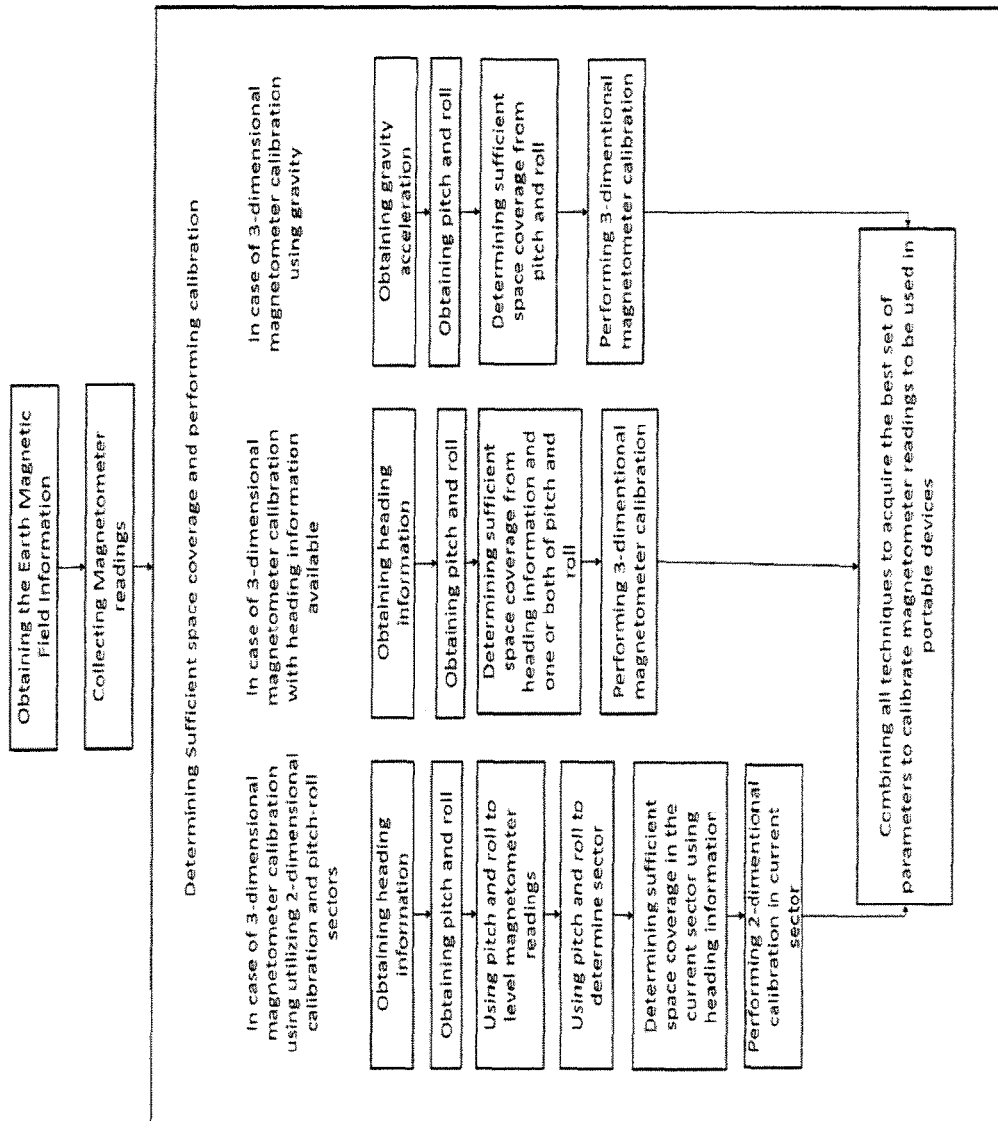 Obtaining the Earth Magnetic
Field Information
Collecting Magnetometer
readings
Determining Sufficient space coverage and performing calibration
In case of 3-dimensional
magnetometer calibration
using utilizing 2-dimensional
calibration and pitch-roll
sectors
Obtaining heading
information
Obtaining pitch and roll
Using pitch and roll to
level magnetometer
readings
Using pitch and roll to
determine sector
Determining sufficient
space coverage in the
current sector using
heading information
Performing 2-dimentional
calibration in current
sector
In case of 3-dimensional
magnetometer calibration
with heading information
available
Obtaining heading
information
Obtaining pitch and roll
Determining sufficient
space coverage from
heading information and
one or both of pitch and
roll
Performing 3-dimentional
magnetometer calibration
In case of 3-dimensional
magnetometer calibration
using gravity
Obtaining gravity
acceleration
Obtaining pitch and roll
Determining sufficient
space coverage from
pitch and roll
Performing 3-dimentional
magnetometer calibration
Combining all techniques to acquire the best set of
parameters to calibrate magnetometer readings to be used in
portable devices